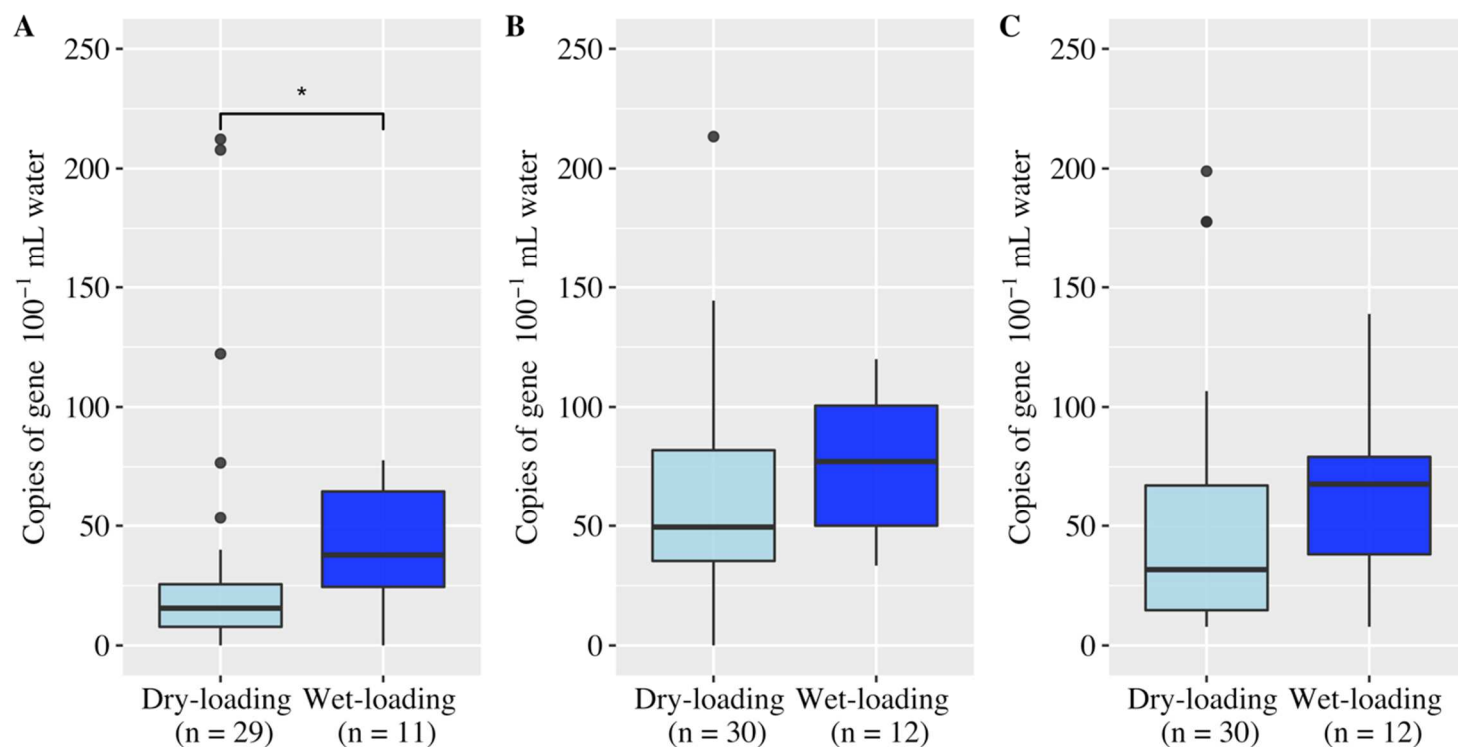 A
Copies of gene 100⁻¹ mL water
250
200
150
100
50
0
*
Dry-loading
(n = 29)
Wet-loading
(n = 11)
B
Copies of gene 100⁻¹ mL water
250
200
150
100
50
0
Dry-loading
(n = 30)
Wet-loading
(n = 12)
C
Copies of gene 100⁻¹ mL water
250
200
150
100
50
0
Dry-loading
(n = 30)
Wet-loading
(n = 12)